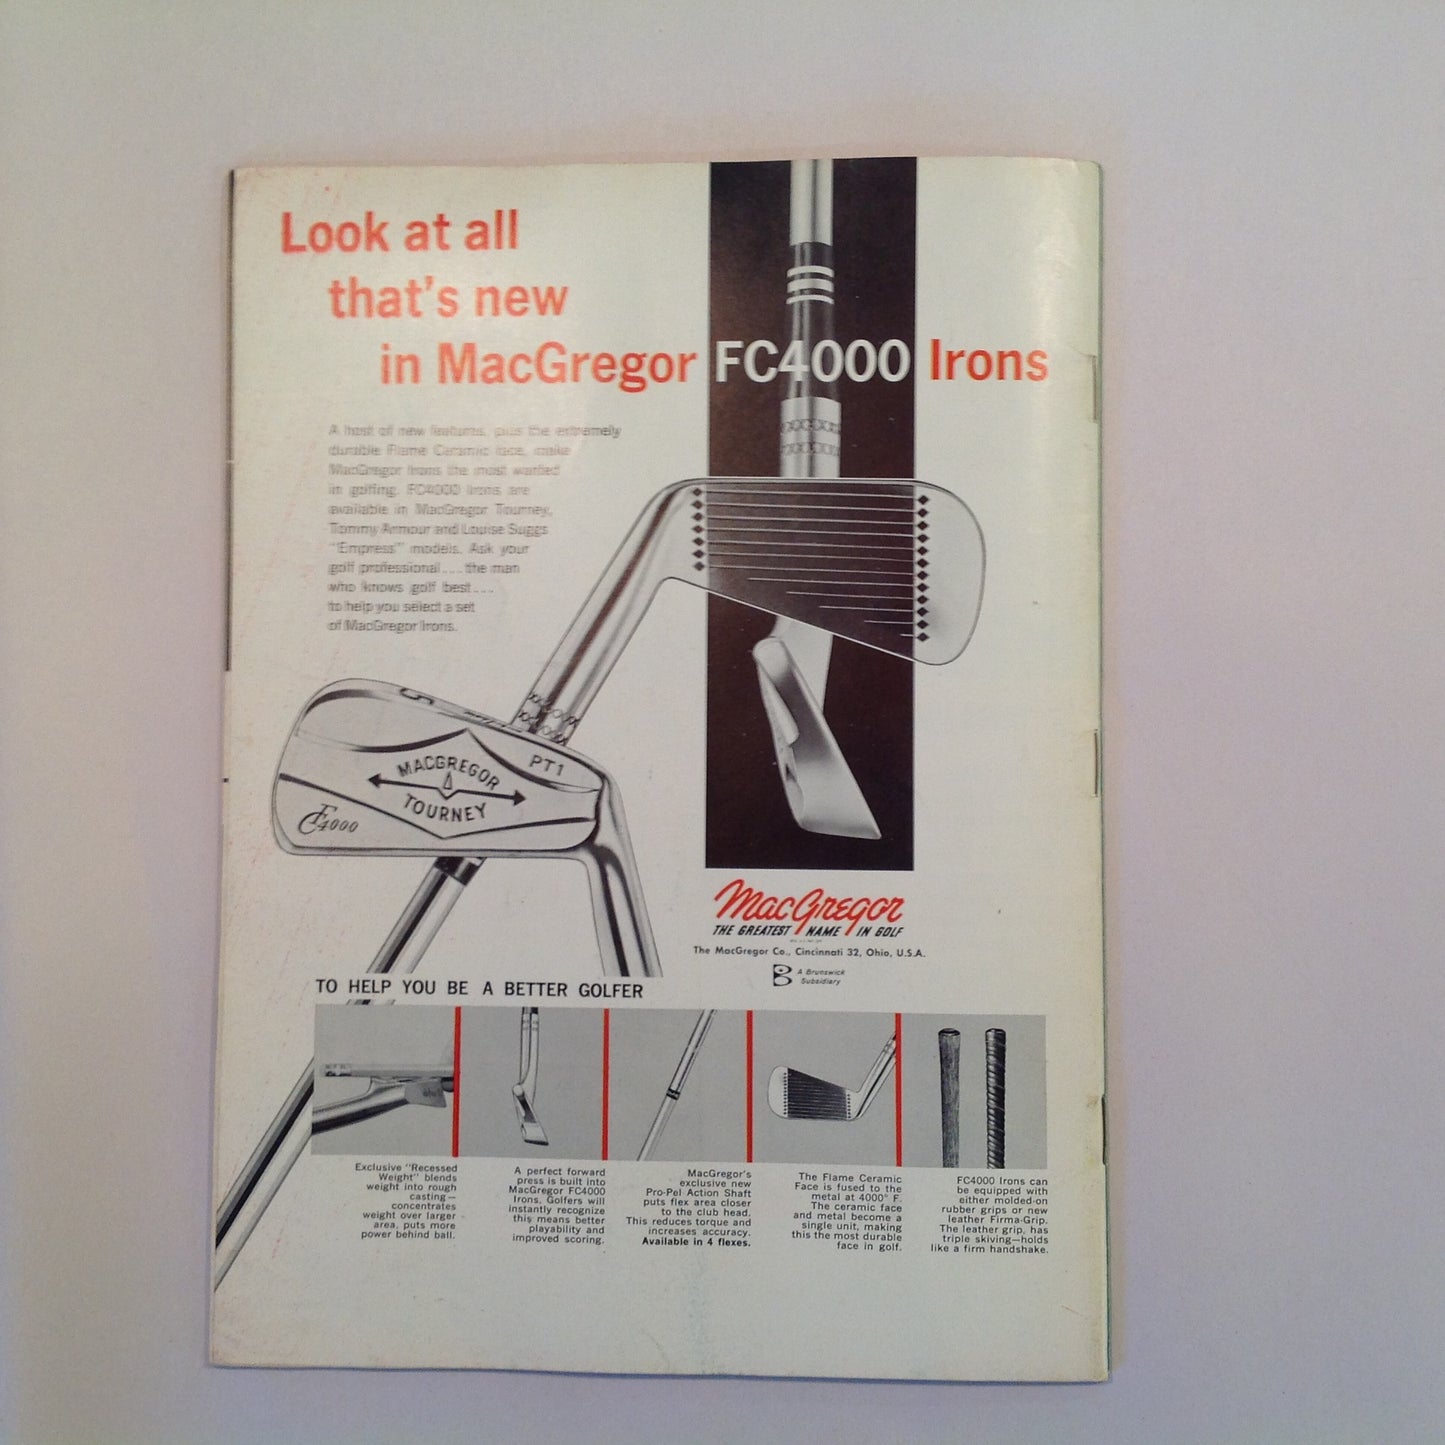 Look at all
that's new
in MacGregor FC4000 Irons
A host of new features, plus the extremely
durable Flame Ceramic face, make
MacGregor Irons the most wanted
in golfing. FC4000 Irons are
available in MacGregor Tourney,
Tommy Armour and Louise Suggs
"Empress" models. Ask your
golf professional...the man
who knows golf best...
to help you select a set
of MacGregor Irons.
5
PT1
MACGREGOR
TOURNEY
FC4000
MacGregor
THE GREATEST NAME IN GOLF
The MacGregor Co., Cincinnati 32, Ohio, U.S.A.
B A Brunswick
Subsidiary
TO HELP YOU BE A BETTER GOLFER
Exclusive "Recessed
Weight" blends
weight into rough
casting—
concentrates
weight over larger
area, puts more
power behind ball.
A perfect forward
press is built into
MacGregor FC4000
Irons. Golfers will
instantly recognize
this means better
playability and
improved scoring.
MacGregor's
exclusive new
Pro-Pel Action Shaft
puts flex area closer
to the club head.
This reduces torque and
increases accuracy.
Available in 4 flexes.
The Flame Ceramic
Face is fused to the
metal at 4000° F.
The ceramic face
and metal become a
single unit, making
this the most durable
face in golf.
FC4000 Irons can
be equipped with
either molded-on
rubber grips or new
leather Firma-Grip.
The leather grip, has
triple skiving—holds
like a firm handshake.